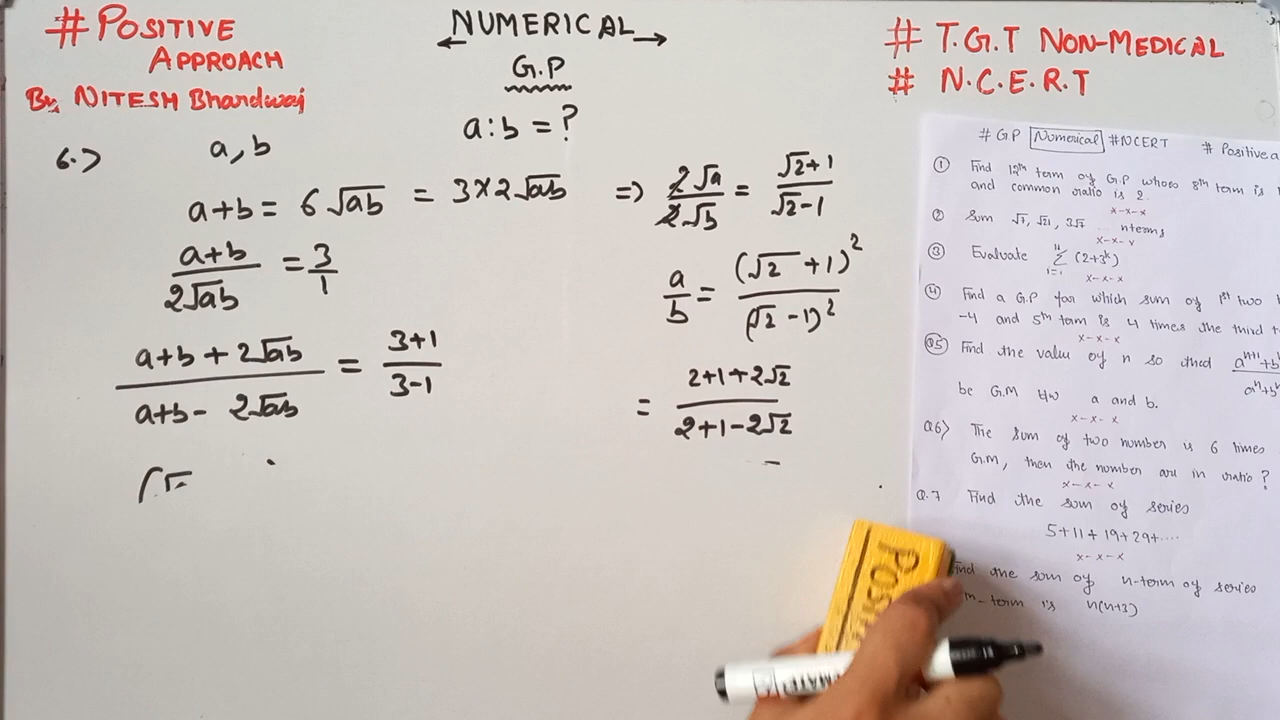 # POSITIVE
APPROACH
By NITESH Bhardwaj
NUMERICAL
G.P
a:b = ?
# T.G.T NON-MEDICAL
# N.C.E.R.T
6.>
a, b
a+b = 6√ab = 3×2√ab
a+b / 2√ab = 3/1
a+b + 2√ab / a+b - 2√ab = 3+1 / 3-1
=> 2√a / 2√b = √2+1 / √2-1
a/b = (√2 +1)² / (√2 -1)²
= 2+1+2√2 / 2+1-2√2
# GP Numerical #NCERT # Positive a
① Find 12th term of G.P whose 8th term is
and common ratio is 2.
x-x-x
② Sum √7, √21, 3√7 .. n terms
x-x-x
③ Evaluate Σ (2+3ᵏ)
x-x-x
④ Find a G.P for which sum of 1st two
-4 and 5th term is 4 times the third t
x-x-x
Q5 Find the value of n so that aⁿ⁺¹+b / aⁿ+b
be G.M b/w a and b.
x-x-x
Q6) The sum of two number is 6 times
G.M, then the number are in ratio ?
x-x-x
Q.7 Find the sum of series
5+11+19+29+....
x-x-x
Find the sum of n-term of series
term is n(n+3)